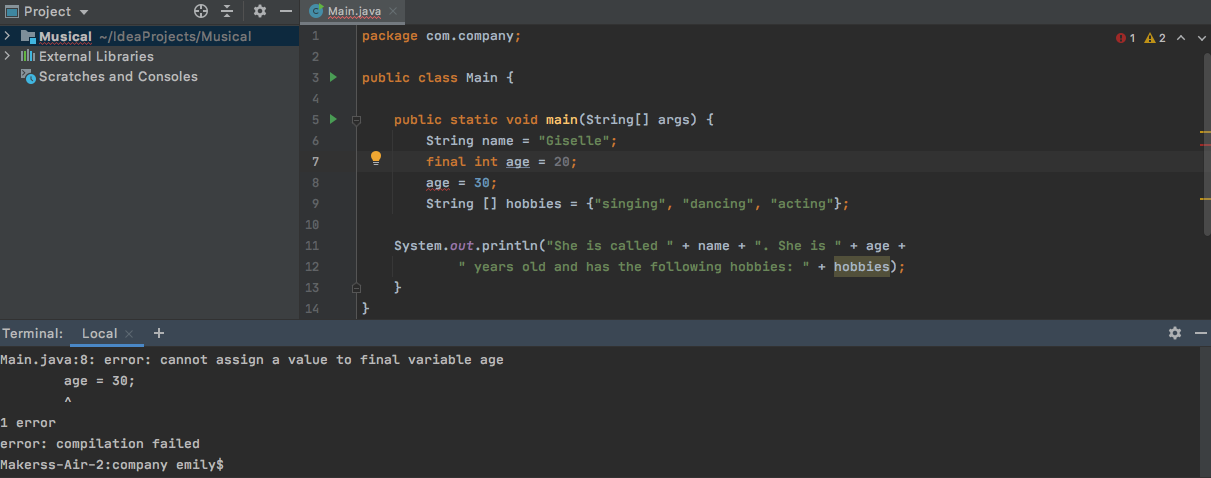 Project
Main.java
Musical ~/IdeaProjects/Musical
External Libraries
Scratches and Consoles
1 2
1 package com.company;
2
3 public class Main {
4
5 public static void main(String[] args) {
6 String name = "Giselle";
7 final int age = 20;
8 age = 30;
9 String [] hobbies = {"singing", "dancing", "acting"};
10
11 System.out.println("She is called " + name + ". She is " + age +
12 " years old and has the following hobbies: " + hobbies);
13 }
14 }
Terminal: Local
Main.java:8: error: cannot assign a value to final variable age
age = 30;
^
1 error
error: compilation failed
Makerss-Air-2:company emily$